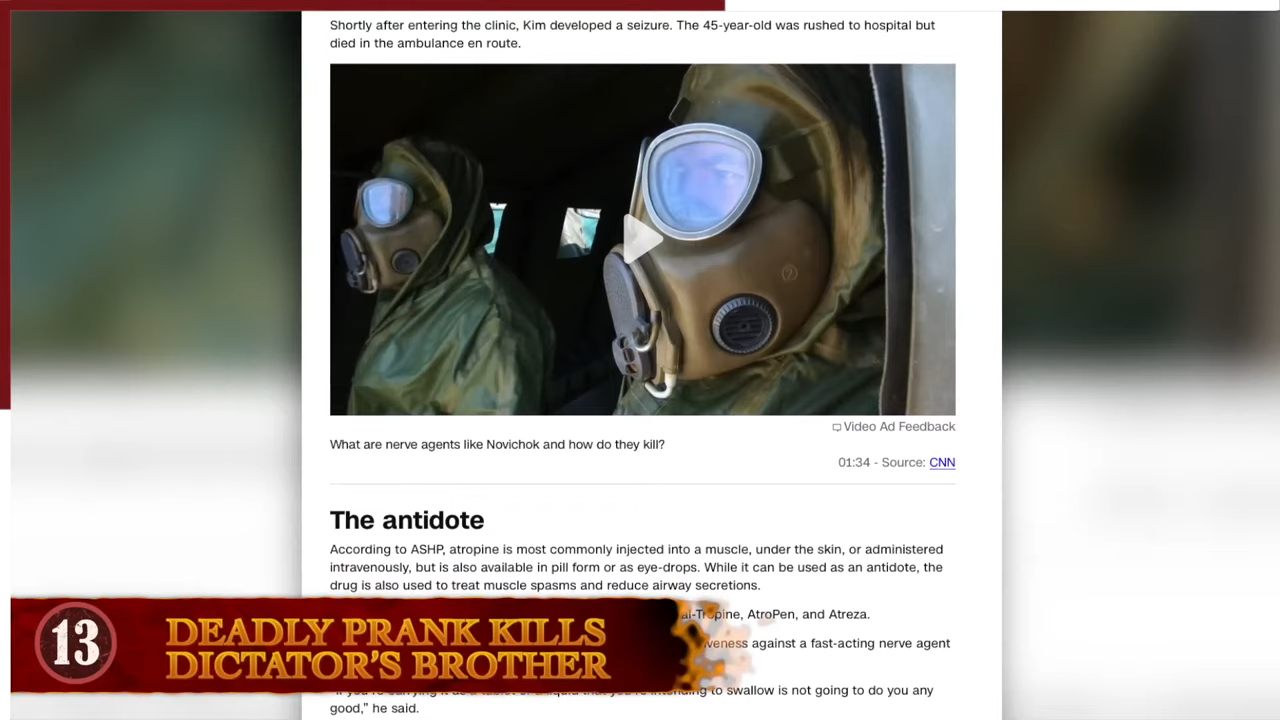 Shortly after entering the clinic, Kim developed a seizure. The 45-year-old was rushed to hospital but
died in the ambulance en route.
Video Ad Feedback
What are nerve agents like Novichok and how do they kill?
01:34 - Source: CNN
The antidote
According to ASHP, atropine is most commonly injected into a muscle, under the skin, or administered
intravenously, but is also available in pill form or as eye-drops. While it can be used as an antidote, the
drug is also used to treat muscle spasms and reduce airway secretions.
AtroPen, and Atreza.
against a fast-acting nerve agent
to swallow is not going to do you any
good,” he said.
13
DEADLY PRANK KILLS
DICTATOR'S BROTHER